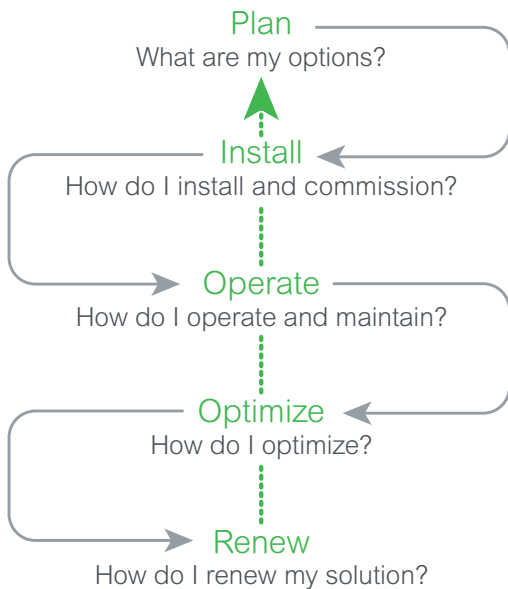 Plan
What are my options?
Install
How do I install and commission?
Operate
How do I operate and maintain?
Optimize
How do I optimize?
Renew
How do I renew my solution?